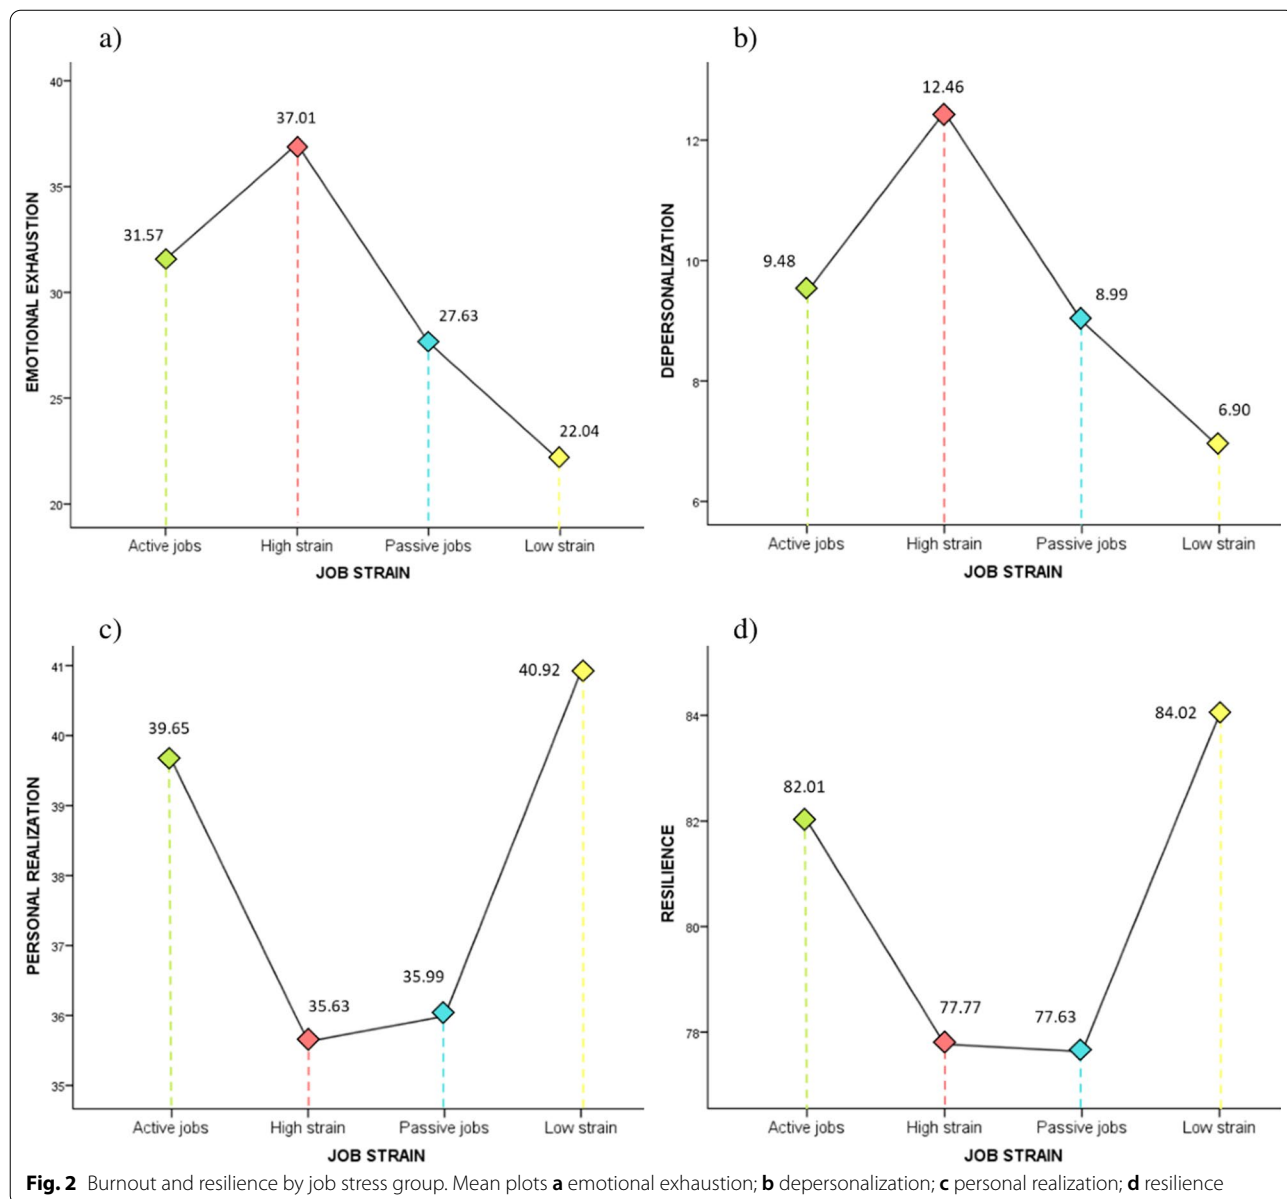 a)
EMOTIONAL EXHAUSTION
40
35
30
25
20
31.57
37.01
27.63
22.04
Active jobs High strain Passive jobs Low strain
JOB STRAIN
b)
DEPERSONALIZATION
12
10
8
6
9.48
12.46
8.99
6.90
Active jobs High strain Passive jobs Low strain
JOB STRAIN
c)
PERSONAL REALIZATION
41
40
39
38
37
36
35
39.65
35.63
35.99
40.92
Active jobs High strain Passive jobs Low strain
JOB STRAIN
d)
RESILIENCE
84
82
80
78
82.01
77.77
77.63
84.02
Active jobs High strain Passive jobs Low strain
JOB STRAIN
Fig. 2 Burnout and resilience by job stress group. Mean plots a emotional exhaustion; b depersonalization; c personal realization; d resilience